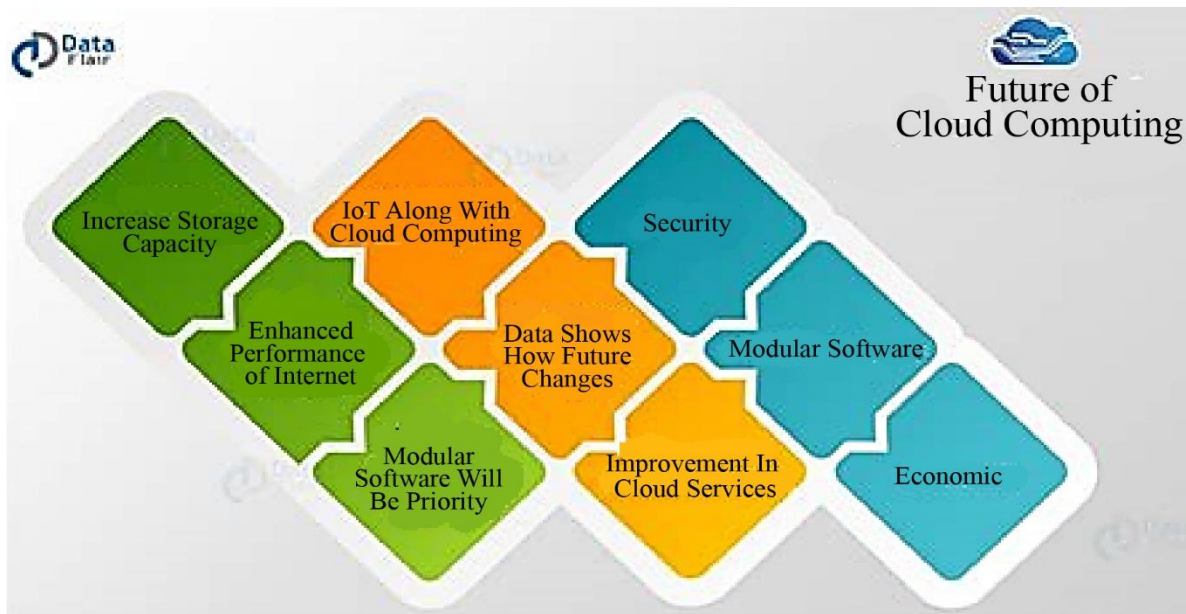 Data
Flair
Future of
Cloud Computing
Increase Storage
Capacity
IoT Along With
Cloud Computing
Security
Enhanced
Performance
of Internet
Data Shows
How Future
Changes
Modular Software
Modular
Software Will
Be Priority
Improvement In
Cloud Services
Economic